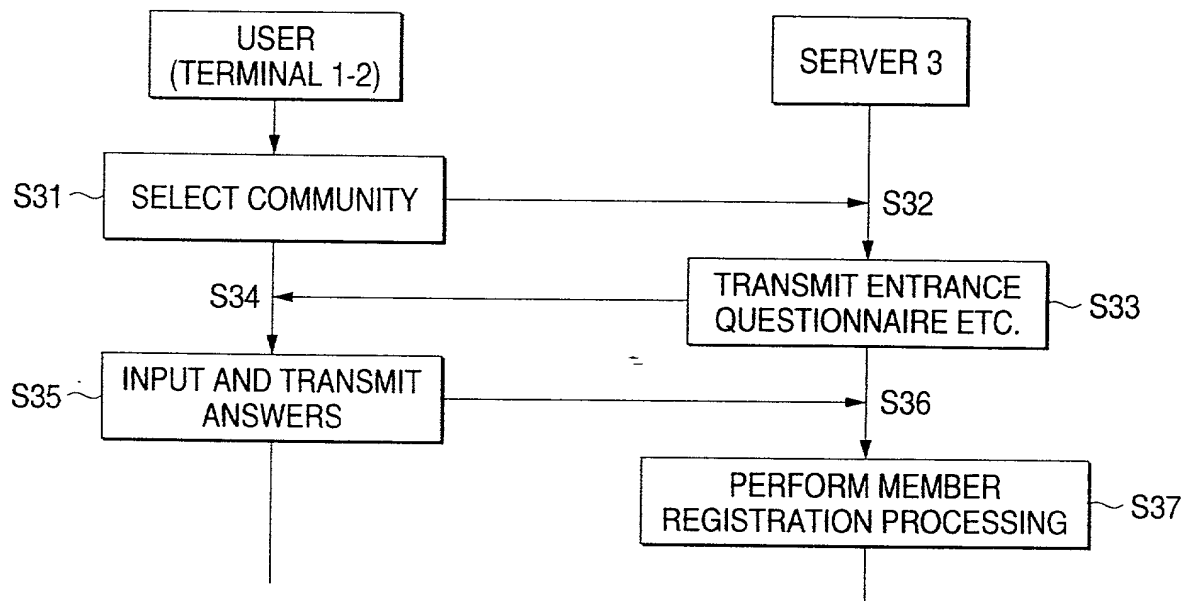 USER
(TERMINAL 1-2)
SERVER 3
S31
SELECT COMMUNITY
S32
S34
TRANSMIT ENTRANCE
QUESTIONNAIRE ETC.
S33
S35
INPUT AND TRANSMIT
ANSWERS
S36
PERFORM MEMBER
REGISTRATION PROCESSING
S37